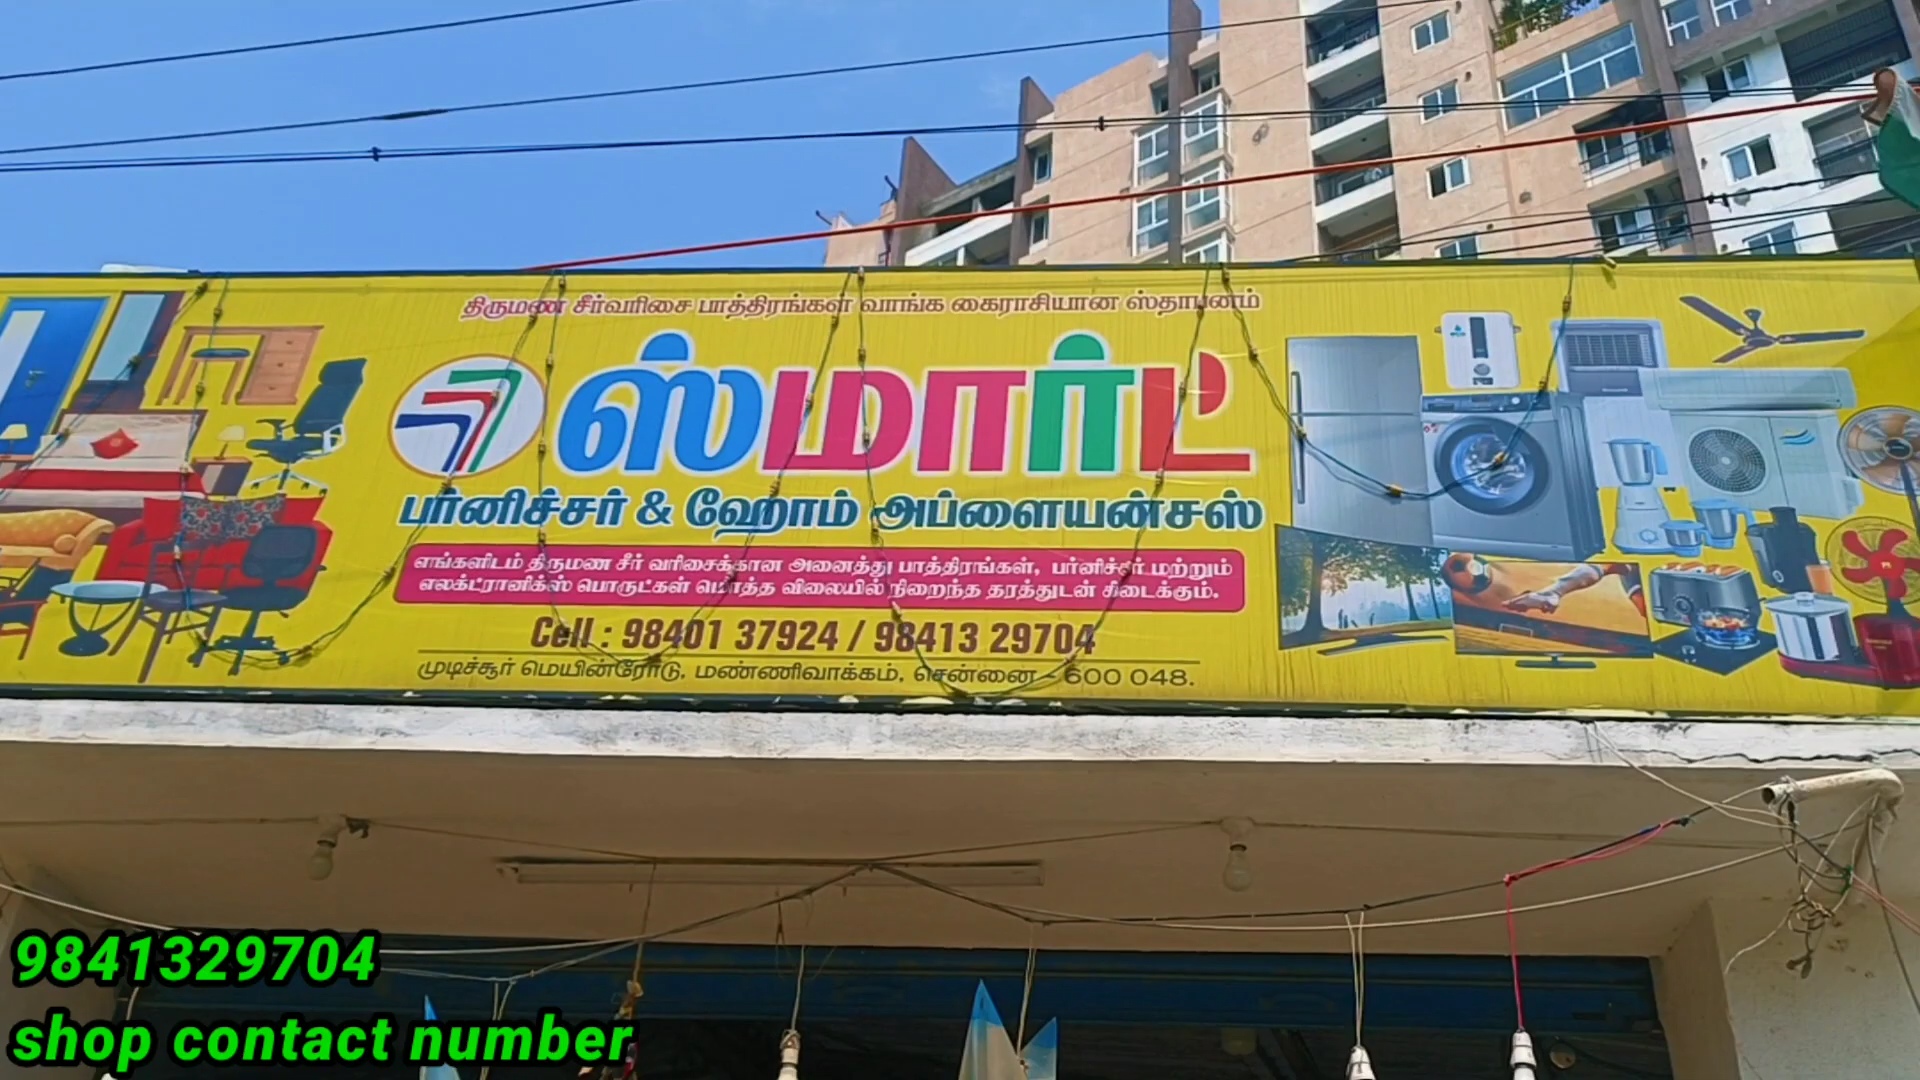 திருமண சீர்வரிசை பாத்திரங்கள் வாங்க கைராசியான ஸ்தாபனம்
ஸ்மார்ட்
பர்னிச்சர் & ஹோம் அப்ளையன்சஸ்
எங்களிடம் திருமண சீர் வரிசைக்கான அனைத்து பாத்திரங்கள், பர்னிச்சர் மற்றும்
எலக்ட்ரானிக்ஸ் பொருட்கள் மொத்த விலையில் நிறைந்த தரத்துடன் கிடைக்கும்.
Cell : 98401 37924 / 98413 29704
முடிச்சூர் மெயின்ரோடு, மண்ணிவாக்கம், சென்னை - 600 048.
9841329704
shop contact number